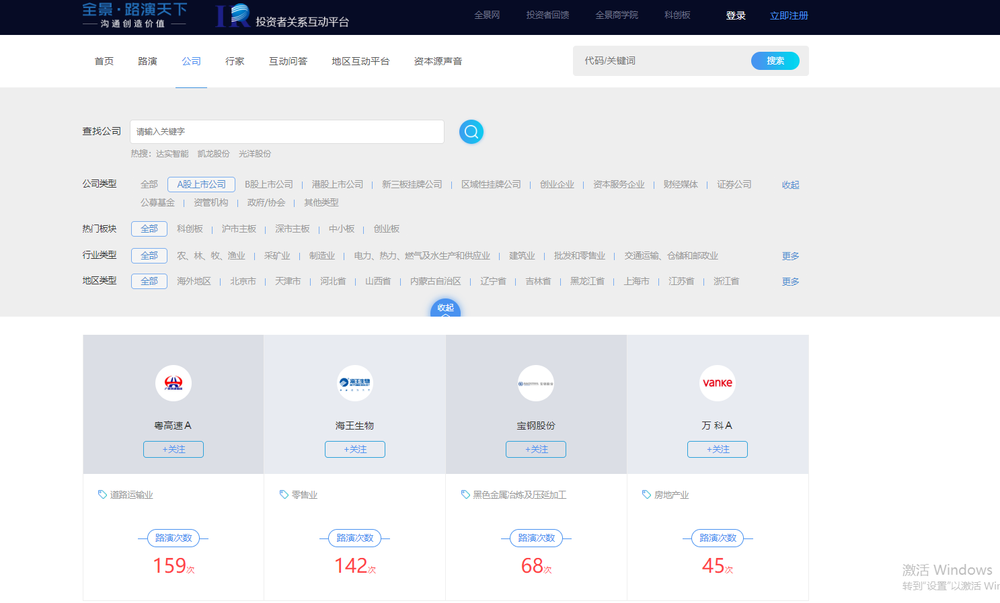 全景·路演天下
沟通创造价值
IR 投资者关系互动平台
全景网 投资者回馈 全景商学院 科创板 登录 立即注册
首页 路演 公司 行家 互动问答 地区互动平台 资本源声音 代码/关键词 搜索
查找公司 请输入关键字
热搜：达实智能 凯龙股份 光洋股份
公司类型 全部 A股上市公司 B股上市公司 | 港股上市公司 | 新三板挂牌公司 | 区域性挂牌公司 | 创业企业 | 资本服务企业 | 财经媒体 | 证券公司 收起
公募基金 | 资管机构 | 政府/协会 | 其他类型
热门板块 全部 科创板 | 沪市主板 | 深市主板 | 中小板 | 创业板
行业类型 全部 农、林、牧、渔业 | 采矿业 | 制造业 | 电力、热力、燃气及水生产和供应业 | 建筑业 | 批发和零售业 | 交通运输、仓储和邮政业 更多
地区类型 全部 海外地区 | 北京市 | 天津市 | 河北省 | 山西省 | 内蒙古自治区 | 辽宁省 | 吉林省 | 黑龙江省 | 上海市 | 江苏省 | 浙江省 更多
收起
海王生物 vanke
粤高速A 海王生物 宝钢股份 万 科A
+关注 +关注 +关注 +关注
道路运输业 零售业 黑色金属冶炼及压延加工 房地产业
路演次数 路演次数 路演次数 路演次数
159次 142次 68次 45次
激活 Windows
转到"设置"以激活 Win